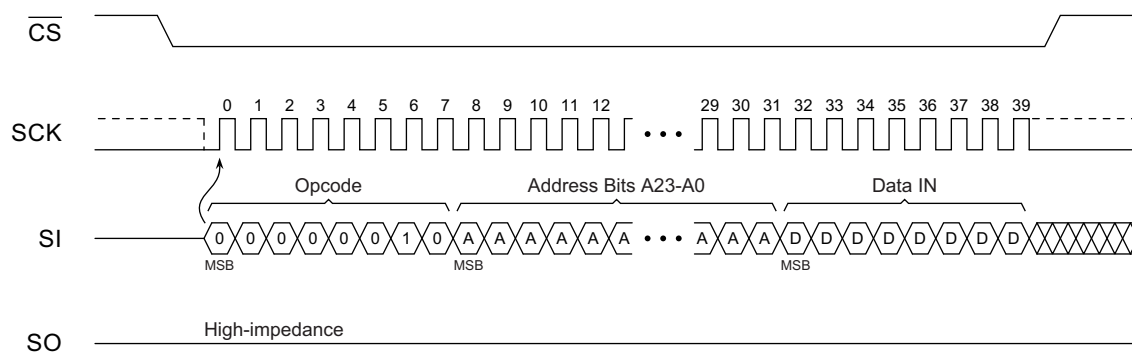 CS
0 1 2 3 4 5 6 7 8 9 10 11 12 29 30 31 32 33 34 35 36 37 38 39
SCK
Opcode Address Bits A23-A0 Data IN
SI 0 0 0 0 0 0 1 0 A A A A A A A A A D D D D D D D D
MSB MSB MSB
High-impedance
SO